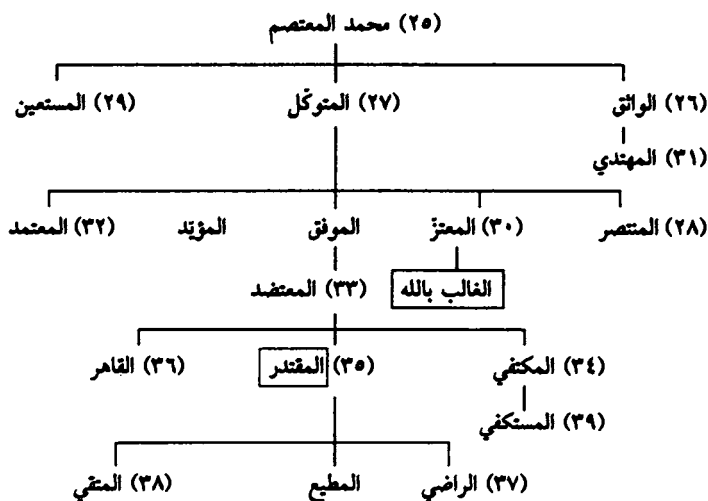 (٢٥) محمد المعتصم
(٢٦) الواثق (٢٧) المتوكّل (٢٩) المستعين
(٣١) المهتدي
(٢٨) المنتصر (٣٠) المعتزّ الموفق المؤيّد (٣٢) المعتمد
الغالب بالله
(٣٣) المعتضد
(٣٤) المكتفي (٣٥) المقتدر (٣٦) القاهر
(٣٩) المستكفي
(٣٧) الراضي المطيع (٣٨) المتقي